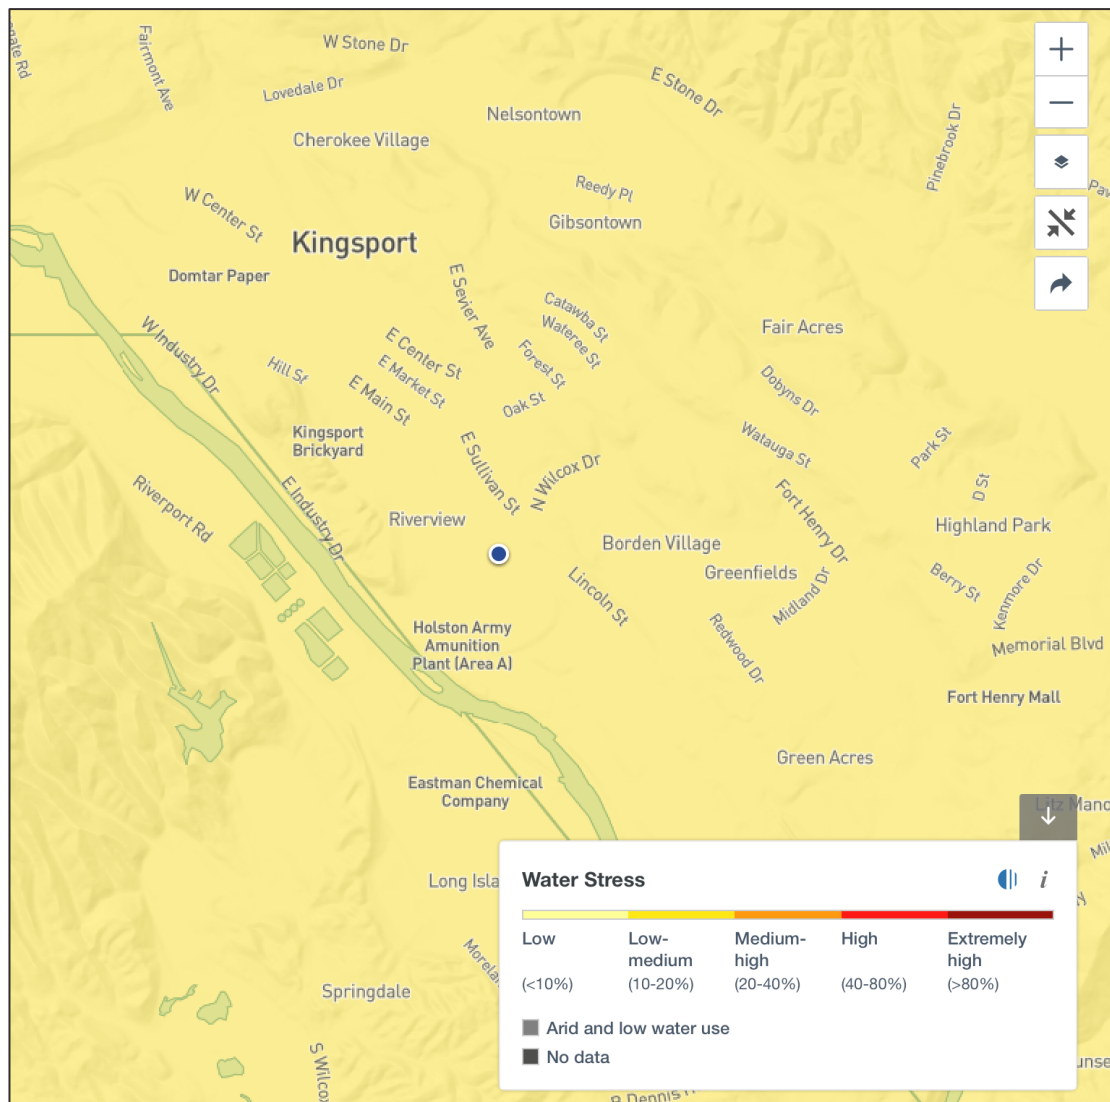 W Stone Dr
Fairmont Ave
Lovedale Dr
E Stone Dr
Nelsontown
Cherokee Village
Pinebrook Dr
Reedy Pl
W Center St
Gibsontown
Kingsport
Domtar Paper
E Sevier Ave
Catawba St
Wateree St
Fair Acres
W Industry Dr
E Center St
Forest St
Hill St
E Market St
E Main St
Dobyns Dr
Oak St
Kingsport
Brickyard
E Sullivan St
N Wilcox Dr
Watauga St
Park St
Riverport Rd
E Industry Dr
Riverview
D St
Fort Henry Dr
Highland Park
Borden Village
Greenfields
Lincoln St
Midland Dr
Berry St
Kenmore Dr
Holston Army
Amunition
Plant (Area A)
Redwood Dr
Memorial Blvd
Fort Henry Mall
Green Acres
Eastman Chemical
Company
Long Isla
Springdale
S Wilcox
Water Stress
i
Low
Low-
medium
Medium-
high
High
Extremely
high
(<10%)
(10-20%)
(20-40%)
(40-80%)
(>80%)
Arid and low water use
No data